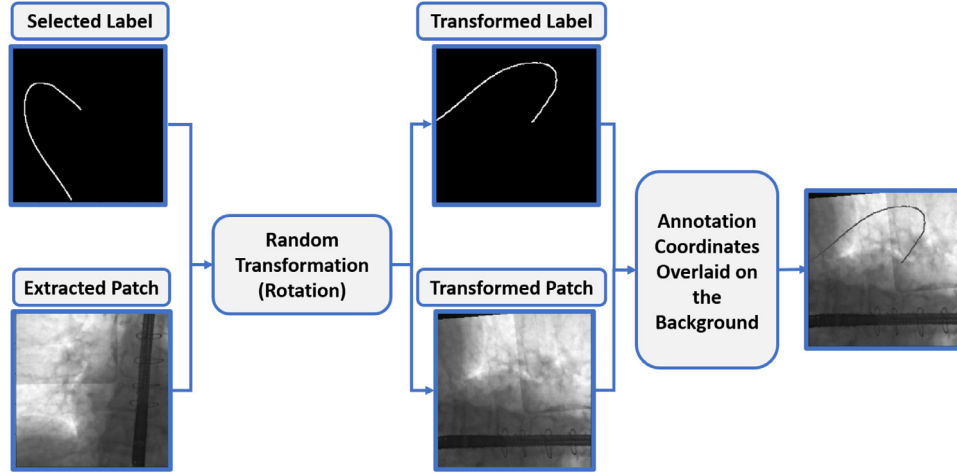 Selected Label
Transformed Label
Random
Transformation
(Rotation)
Annotation
Coordinates
Overlaid on
the
Background
Extracted Patch
Transformed Patch